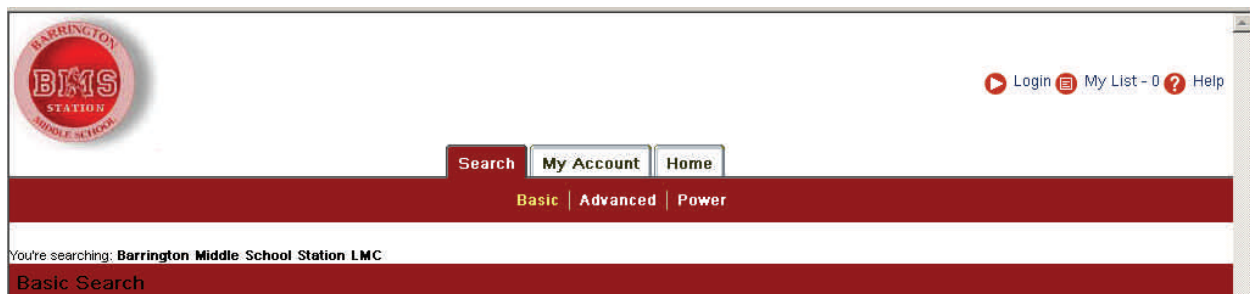 BARRINGTON
BMS
STATION
MIDDLE SCHOOL
Login My List - 0 ? Help
Search My Account Home
Basic | Advanced | Power
You're searching: Barrington Middle School Station LMC
Basic Search